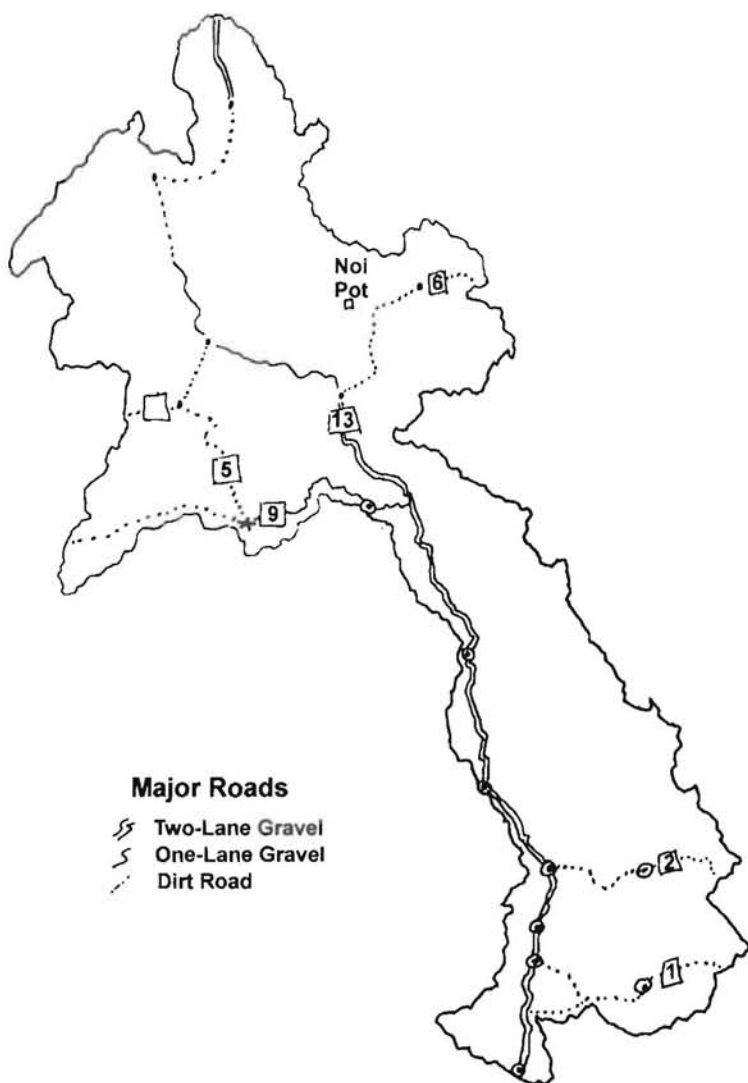 Noi
Pot
6
13
5
9
Major Roads
Two-Lane Gravel
One-Lane Gravel
Dirt Road
2
1